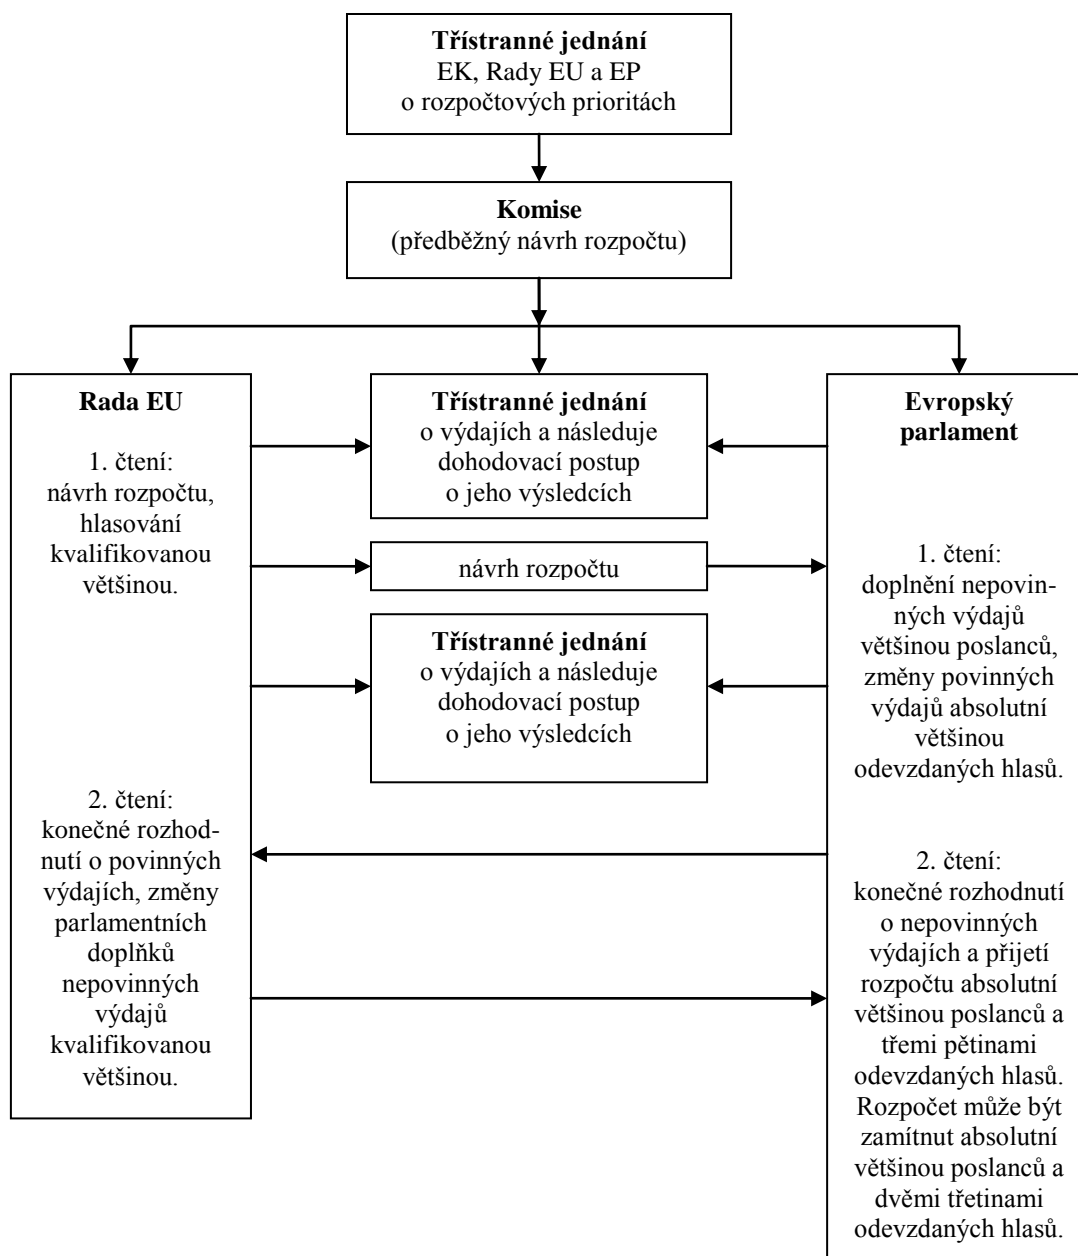 Třístranné jednání
EK, Rady EU a EP
o rozpočtových prioritách
Komise
(předběžný návrh rozpočtu)
Rada EU
1. čtení:
návrh rozpočtu,
hlasování
kvalifikovanou
většinou.
2. čtení:
konečné rozhod-
nutí o povinných
výdajích, změny
parlamentních
doplňků
nepovinných
výdajů
kvalifikovanou
většinou.
Třístranné jednání
o výdajích a následuje
dohodovací postup
o jeho výsledcích
návrh rozpočtu
Třístranné jednání
o výdajích a následuje
dohodovací postup
o jeho výsledcích
Evropský
parlament
1. čtení:
doplnění nepovin-
ných výdajů
většinou poslanců,
změny povinných
výdajů absolutní
většinou
odevzdaných hlasů.
2. čtení:
konečné rozhodnutí
o nepovinných
výdajích a přijetí
rozpočtu absolutní
většinou poslanců a
třemi pětinami
odevzdaných hlasů.
Rozpočet může být
zamítnut absolutní
většinou poslanců a
dvěmi třetinami
odevzdaných hlasů.